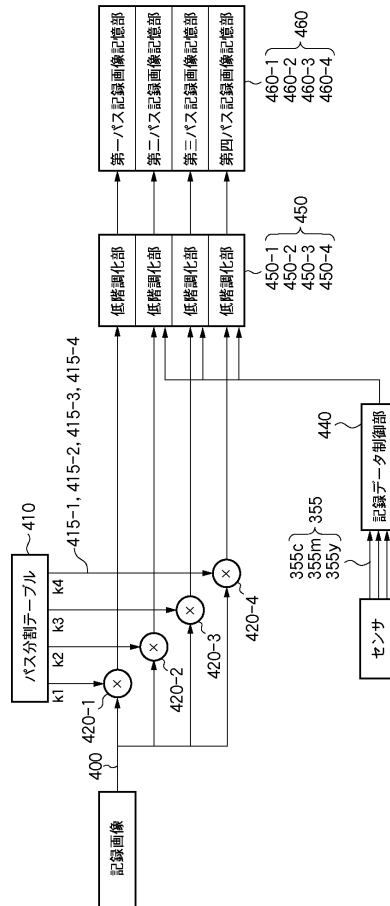 記録画像
400
パス分割テーブル
410
k1
k2
k3
k4
415-1, 415-2, 415-3, 415-4
×
×
×
×
420-1
420-2
420-3
420-4
センサ
355c
355m
355y
355
記録データ制御部
440
低階調化部
低階調化部
低階調化部
低階調化部
450-1
450-2
450-3
450-4
450
第一パス記録画像記憶部
第二パス記録画像記憶部
第三パス記録画像記憶部
第四パス記録画像記憶部
460-1
460-2
460-3
460-4
460